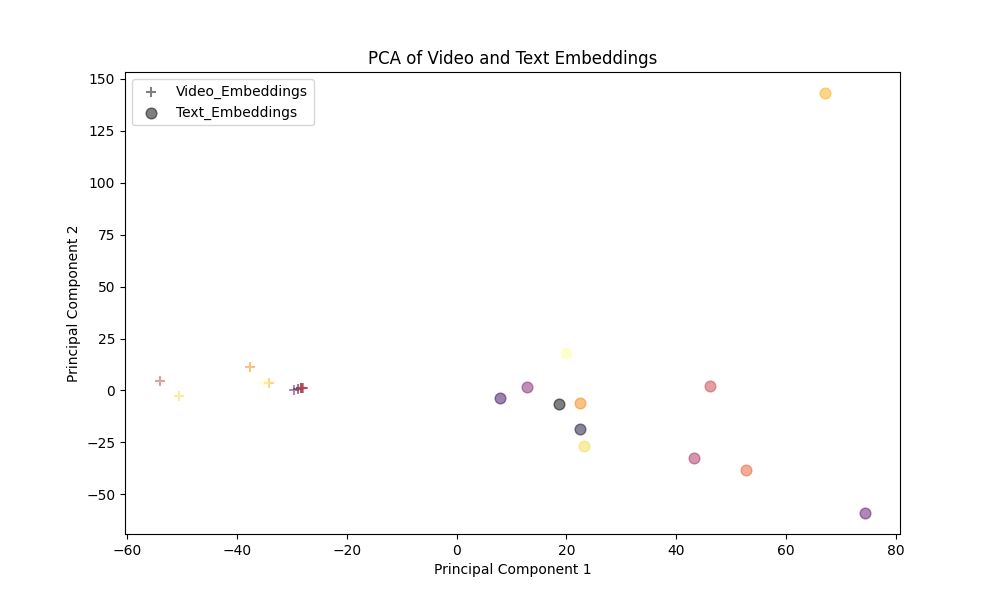 PCA of Video and Text Embeddings
Video_Embeddings
Text_Embeddings
150
125
100
75
50
25
0
−25
−50
Principal Component 2
−60 −40 −20 0 20 40 60 80
Principal Component 1